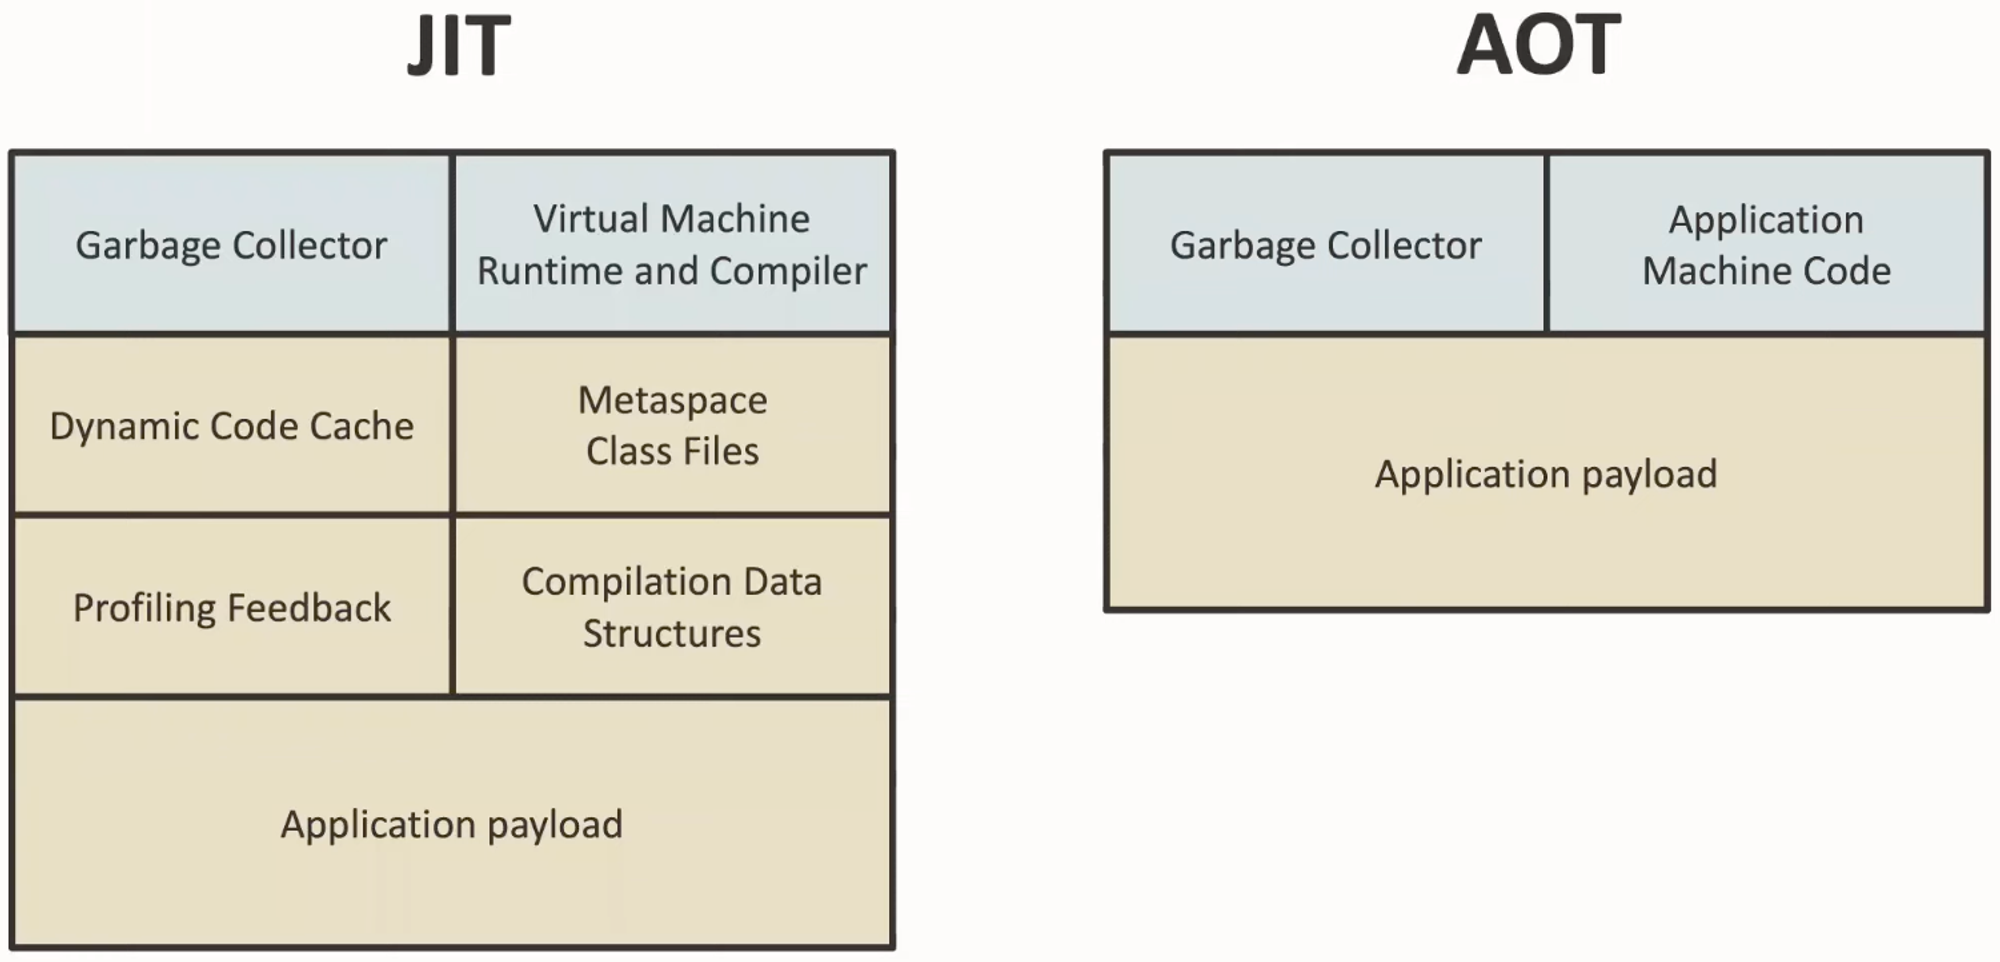 JIT
Garbage Collector
Virtual Machine
Runtime and Compiler
Dynamic Code Cache
Metaspace
Class Files
Profiling Feedback
Compilation Data
Structures
Application payload
AOT
Garbage Collector
Application
Machine Code
Application payload